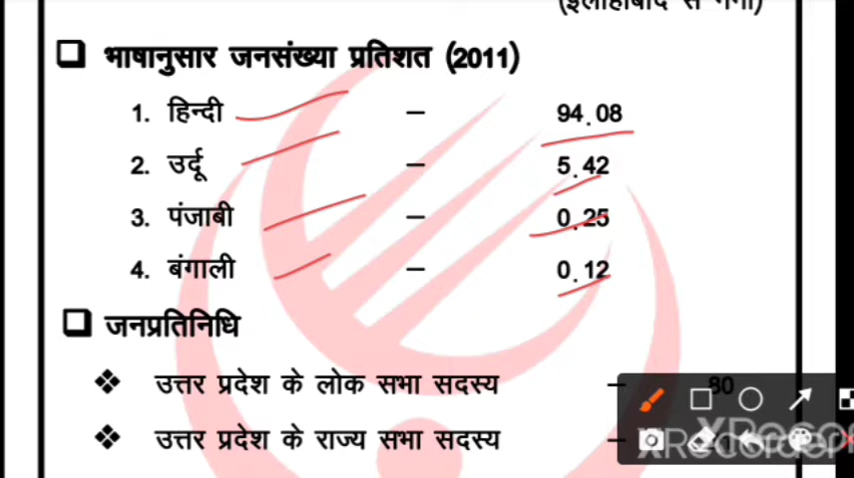 (इलाहाबाद से गंगा)
❑ भाषानुसार जनसंख्या प्रतिशत (2011)
1. हिन्दी – 94.08
2. उर्दू – 5.42
3. पंजाबी – 0.25
4. बंगाली – 0.12
❑ जनप्रतिनिधि
❖ उत्तर प्रदेश के लोक सभा सदस्य – 80
❖ उत्तर प्रदेश के राज्य सभा सदस्य –
XRecorder